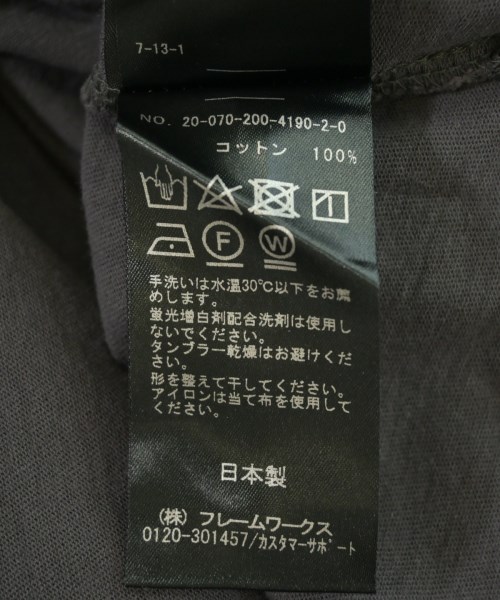 7-13-1
NO. 20-070-200-4190-2-0
コットン 100%
F W
手洗いは水温30℃以下をお薦
めします。
蛍光増白剤配合洗剤は使用し
ないでください。
タンブラー乾燥はお避けくだ
さい。
形を整えて干してください。
アイロンは当て布を使用して
ください。
日本製
(株) フレームワークス
0120-301457/カスタマーサポート